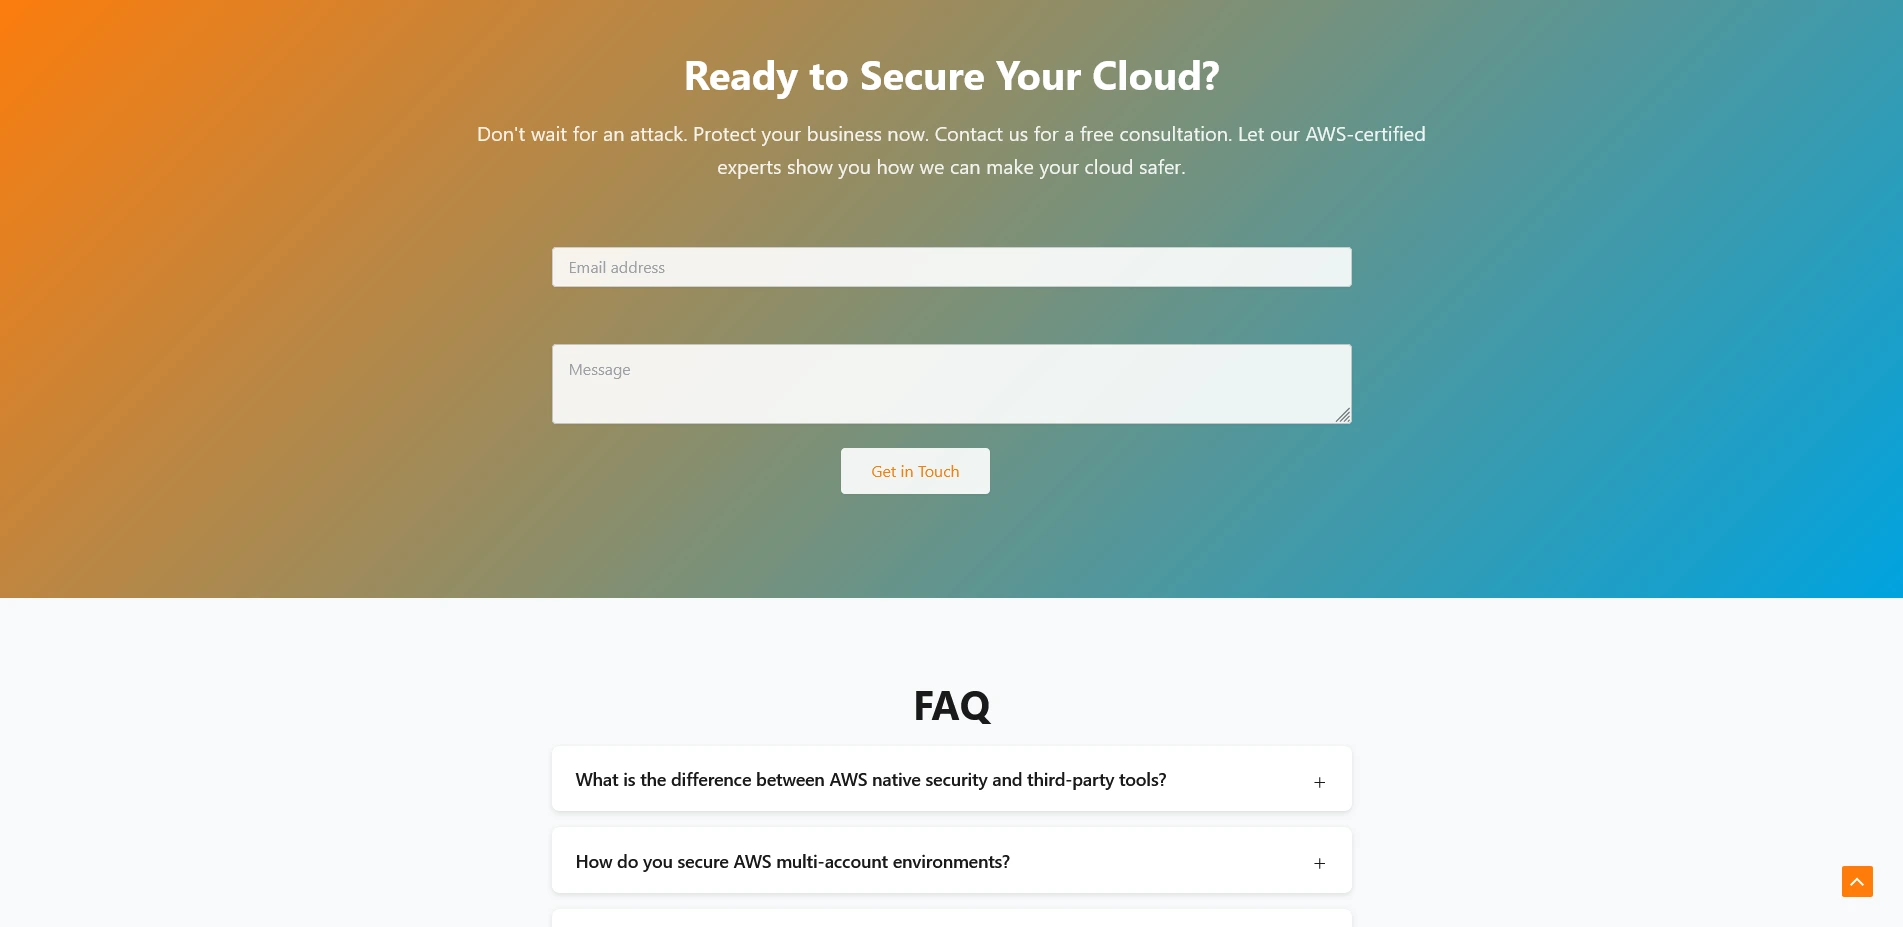 Ready to Secure Your Cloud?
Don't wait for an attack. Protect your business now. Contact us for a free consultation. Let our AWS-certified
experts show you how we can make your cloud safer.
Email address
Message
Get in Touch
FAQ
What is the difference between AWS native security and third-party tools?
+
How do you secure AWS multi-account environments?
+